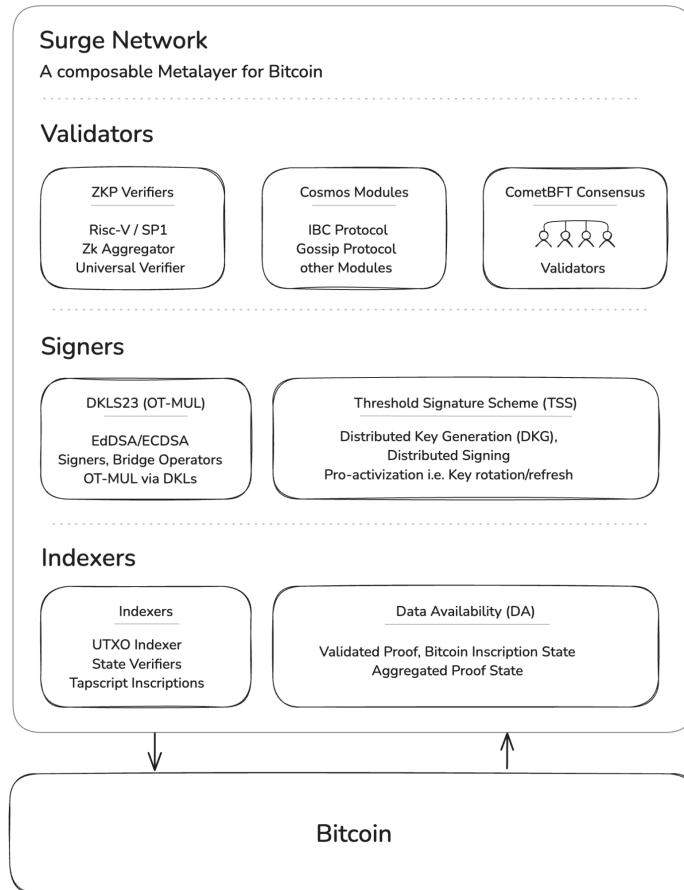 Surge Network
A composable Metalayer for Bitcoin
Validators
ZKP Verifiers
Risc-V / SP1
Zk Aggregator
Universal Verifier
Cosmos Modules
IBC Protocol
Gossip Protocol
other Modules
CometBFT Consensus
Validators
Signers
DKLS23 (OT-MUL)
EdDSA/ECDSA
Signers, Bridge Operators
OT-MUL via DKLs
Threshold Signature Scheme (TSS)
Distributed Key Generation (DKG),
Distributed Signing
Pro-activization i.e. Key rotation/refresh
Indexers
Indexers
UTXO Indexer
State Verifiers
Tapscript Inscriptions
Data Availability (DA)
Validated Proof, Bitcoin Inscription State
Aggregated Proof State
Bitcoin